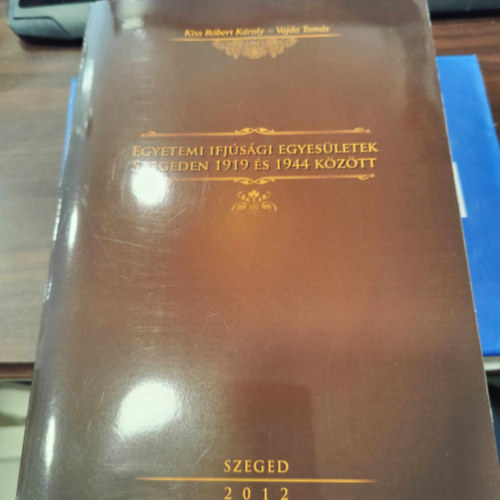 Kiss Róbert Károly – Vajda Tamás
EGYETEMI IFJÚSÁGI EGYESÜLETEK
SZEGEDEN 1919 ÉS 1944 KÖZÖTT
SZEGED
2012